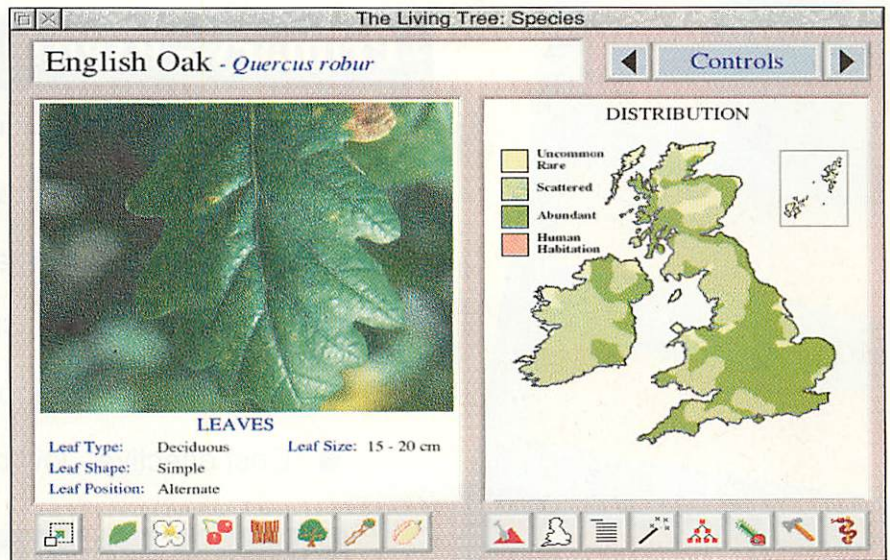 The Living Tree: Species
English Oak - Quercus robur
Controls
LEAVES
Leaf Type: Deciduous Leaf Size: 15 - 20 cm
Leaf Shape: Simple
Leaf Position: Alternate
DISTRIBUTION
Uncommon
Rare
Scattered
Abundant
Human
Habitation